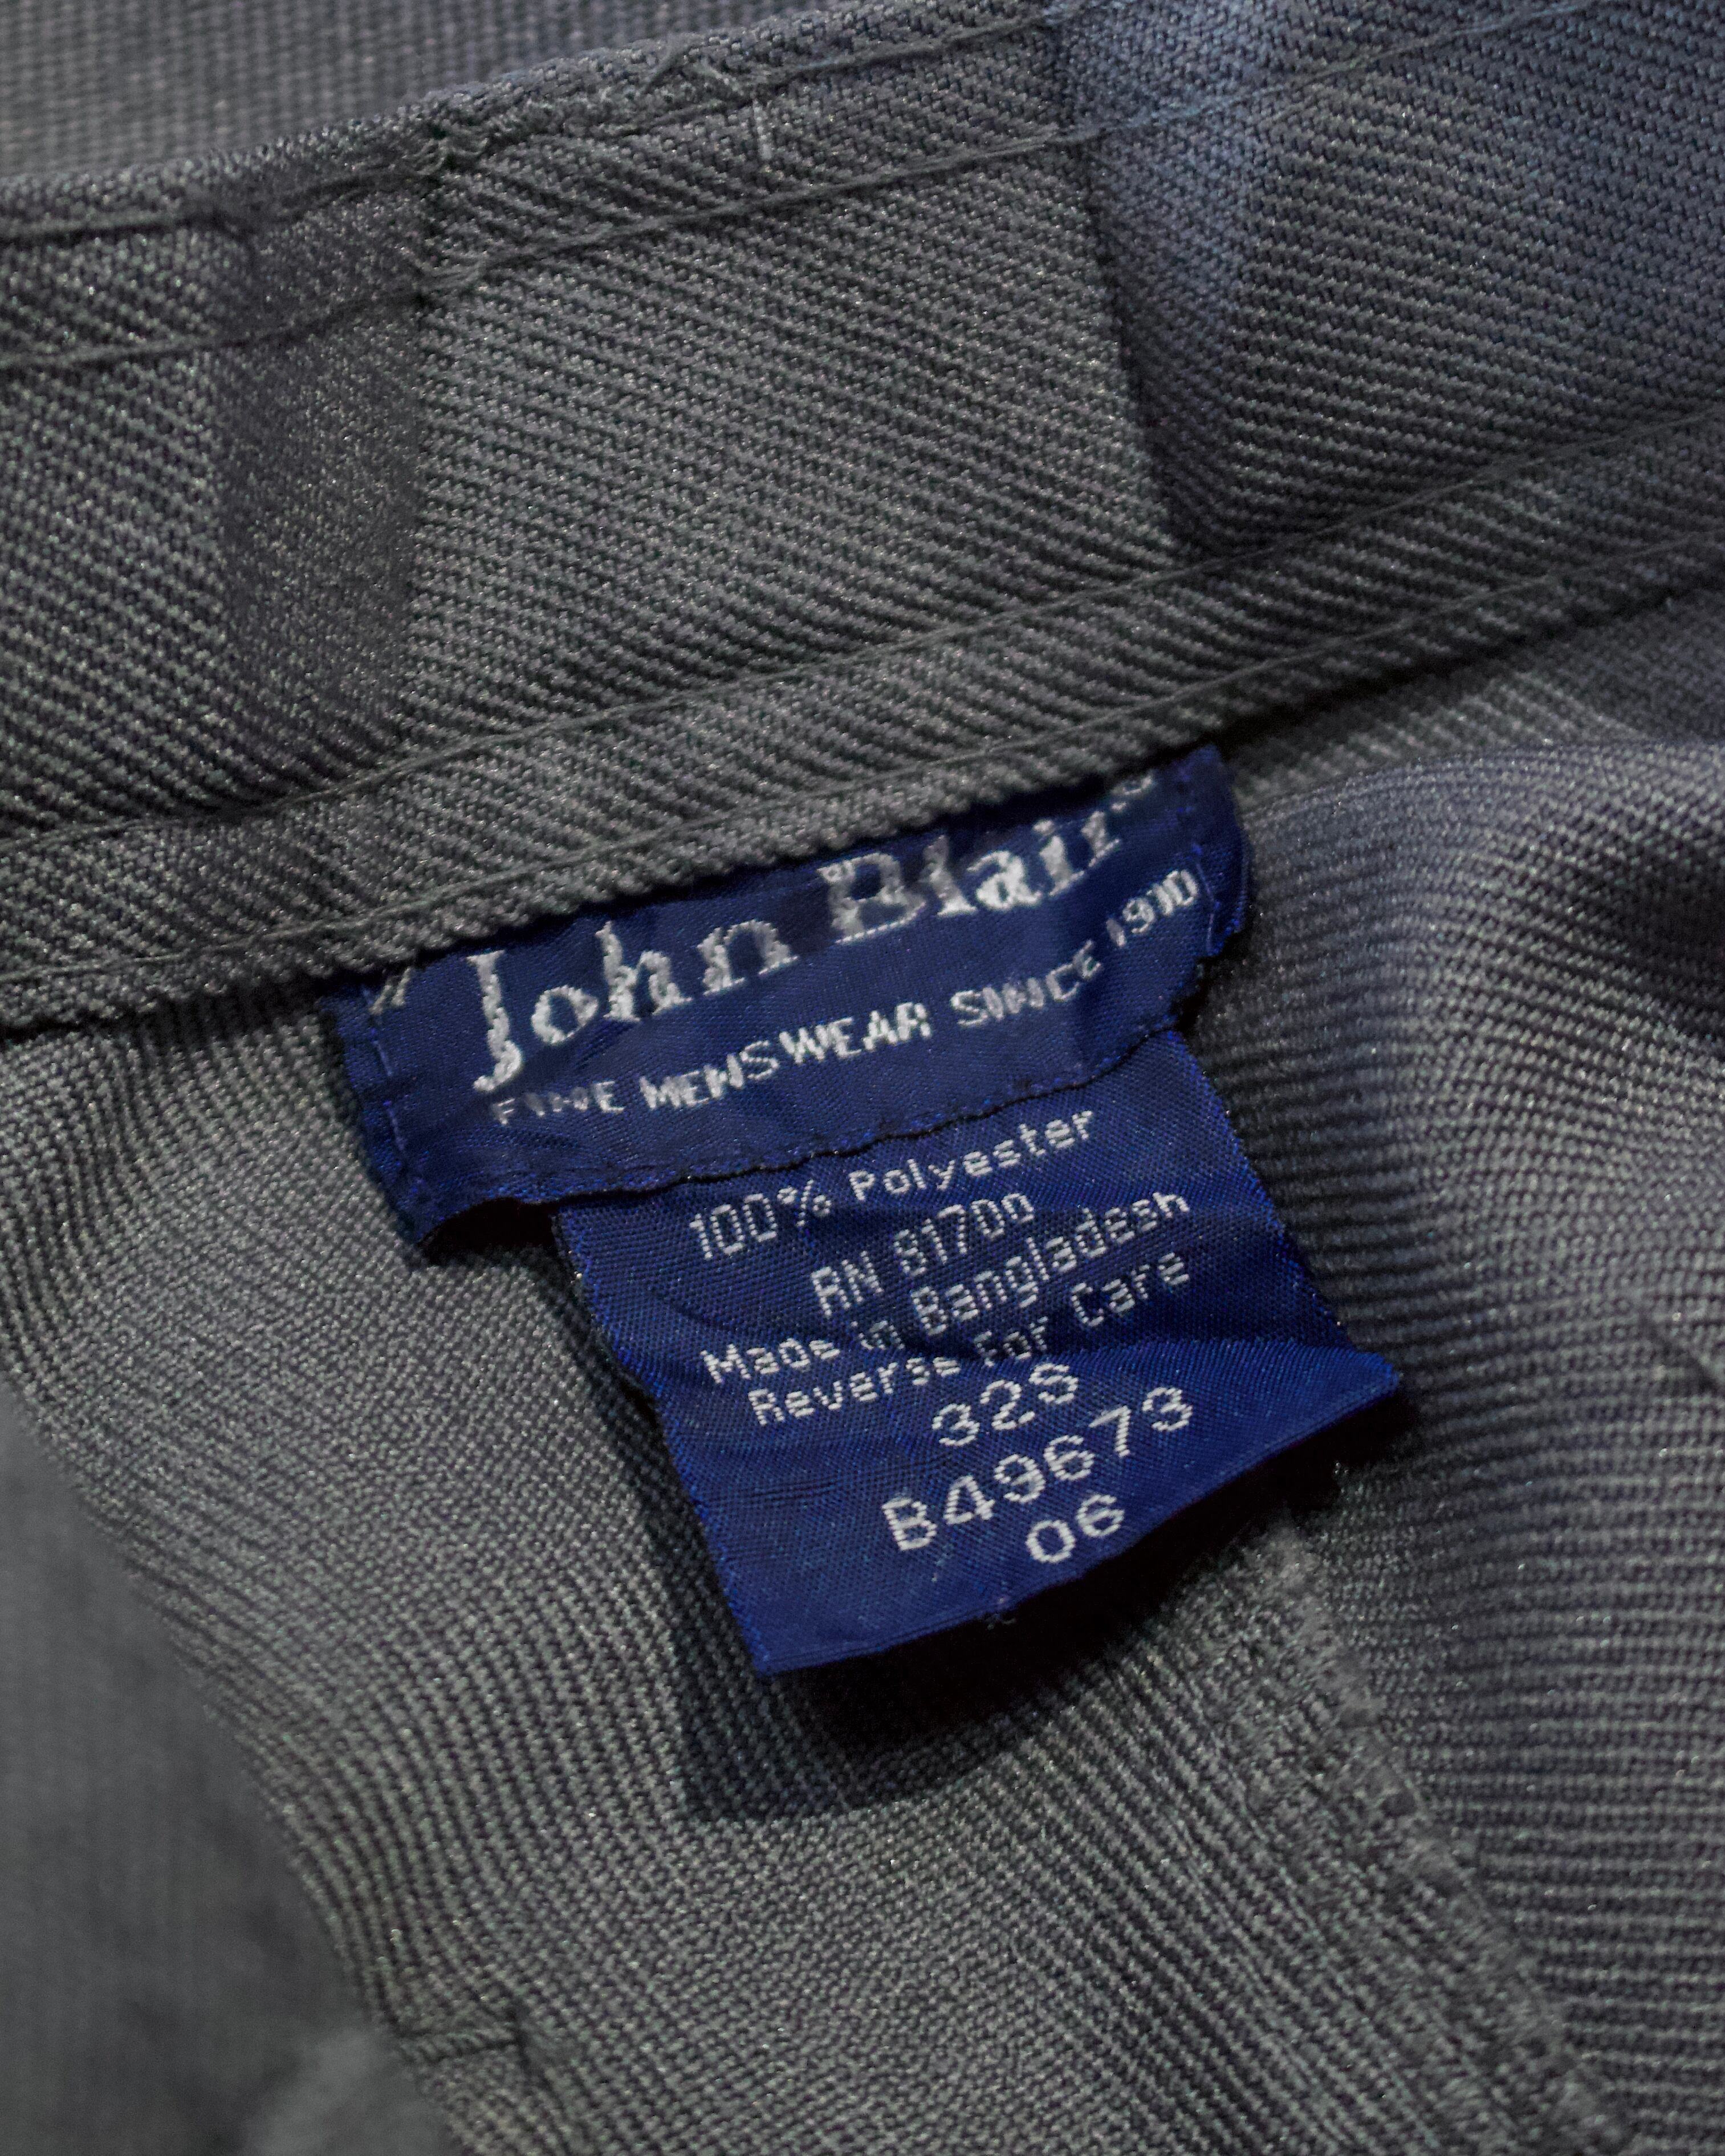 John Blair
FINE MENSWEAR SINCE 1910
100% Polyester
RN 81700
Made in Bangladesh
Reverse For Care
32S
B49673
06